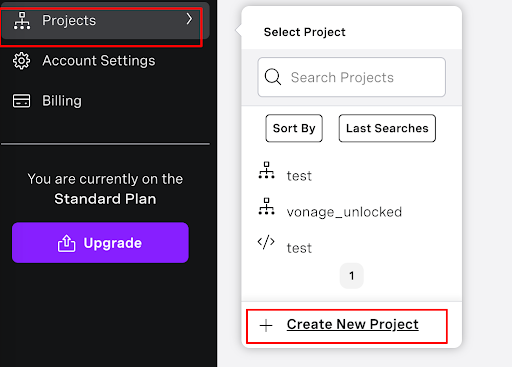 Projects
Account Settings
Billing
You are currently on the
Standard Plan
Upgrade
Select Project
Search Projects
Sort By
Last Searches
test
vonage_unlocked
test
1
Create New Project